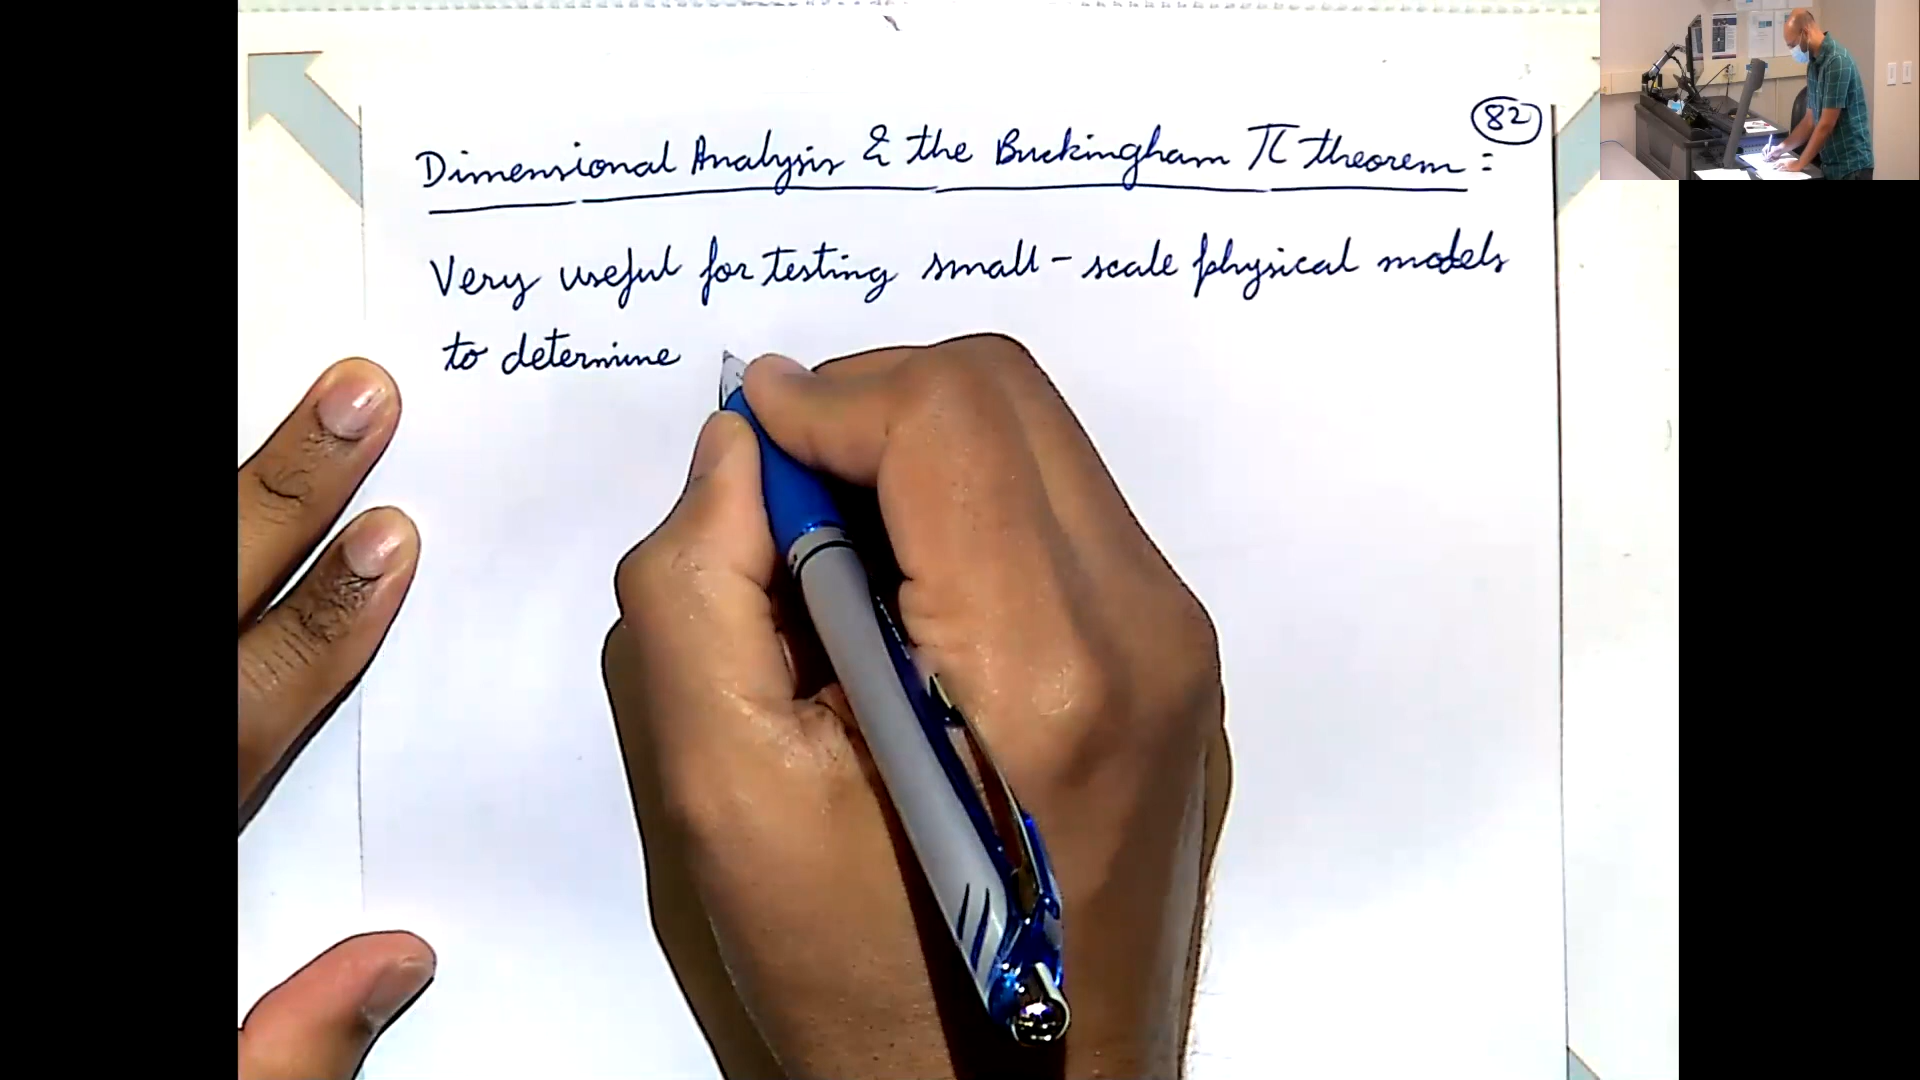 82
Dimensional Analysis & the Buckingham π theorem :
Very useful for testing small-scale physical models
to determine